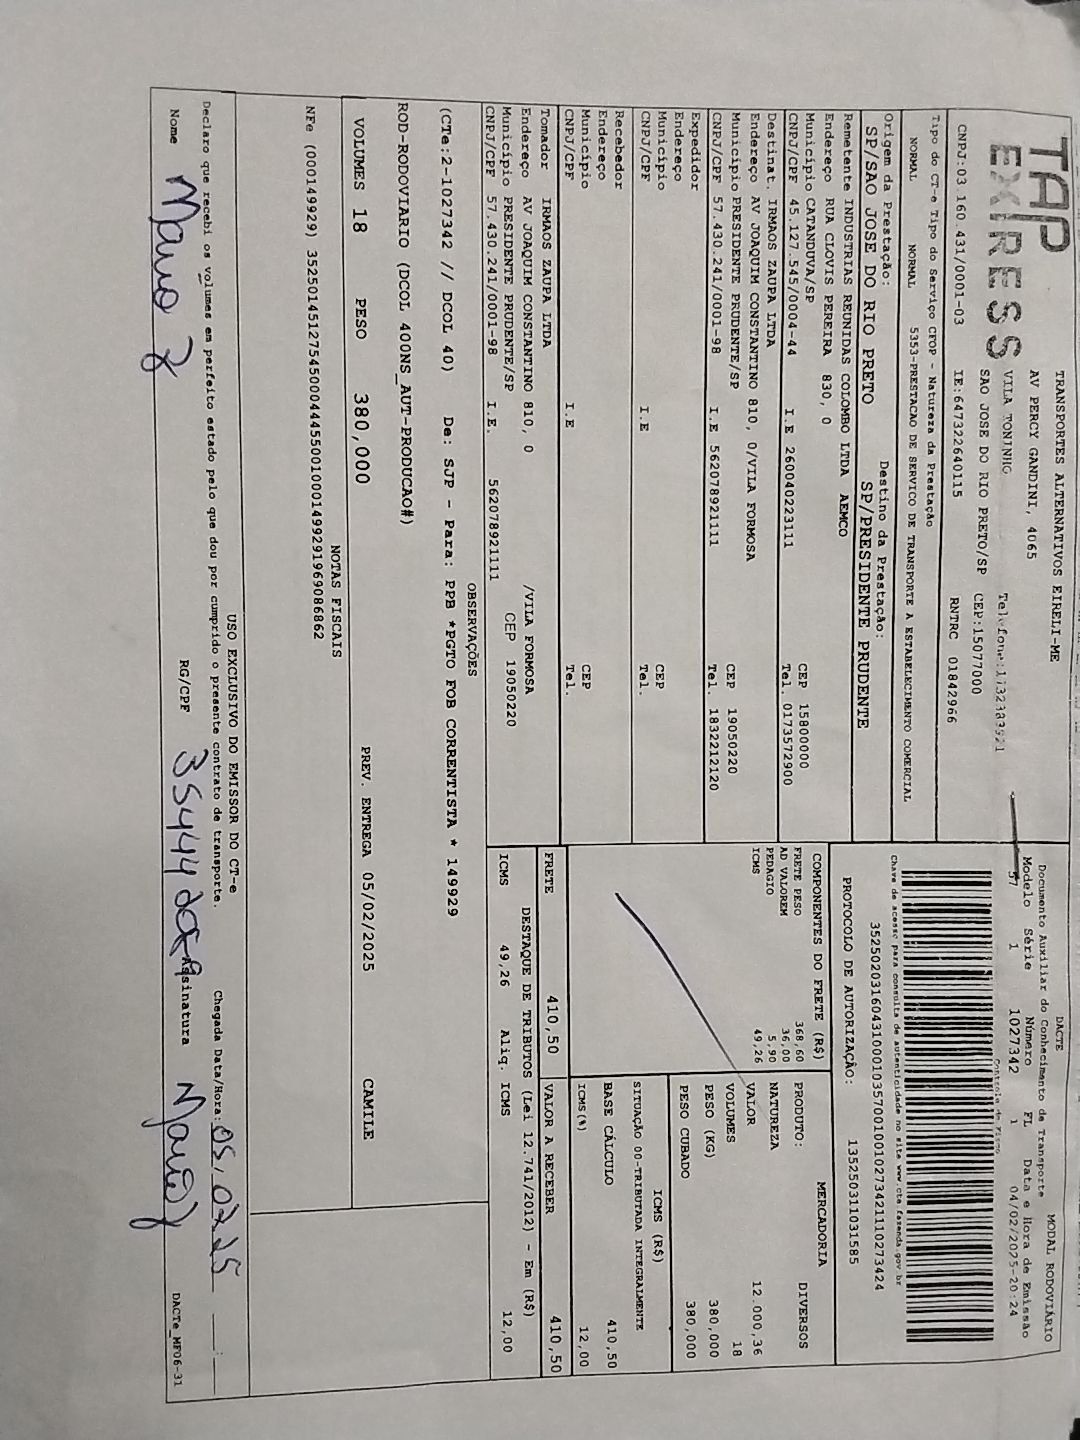 TAP
EXPRESS
TRANSPORTES ALTERNATIVOS EIRELI-ME
AV PERCY GANDINI, 4065
VILA TONINHO
SAO JOSE DO RIO PRETO/SP CEP:15077000
CNPJ:03 160 431/0001-03 IE:647322640115 RNTRC 01842966
DACTE MODAL RODOVIÁRIO
Documento Auxiliar do Conhecimento de Transporte
Modelo Série Número FL Data e Hora de Emissão
57 1 1027342 1 04/02/2025-20:24
Controle do Fisco
Tipo do CT-e Tipo do Serviço CFOP - Natureza da Prestação
NORMAL NORMAL 5353-PRESTACAO DE SERVICO DE TRANSPORTE A ESTABELECIMENTO COMERCIAL
Chave de acesso para consulta de autenticidade no site www.cte.fazenda.gov.br
PROTOCOLO DE AUTORIZAÇÃO: 135250311031585
Origem da Prestação: Destino da Prestação:
SP/SAO JOSE DO RIO PRETO SP/PRESIDENTE PRUDENTE
Remetente INDUSTRIAS REUNIDAS COLOMBO LTDA AEMCO
Endereço RUA CLOVIS PEREIRA 830, 0
Município CATANDUVA/SP CEP 15800000
CNPJ/CPF 45.127.545/0004-44 I.E 260040223111 Tel. 0173572900
Destinat. IRMAOS ZAUPA LTDA
Endereço AV JOAQUIM CONSTANTINO 810, 0/VILA FORMOSA
Município PRESIDENTE PRUDENTE/SP CEP 19050220
CNPJ/CPF 57.430.241/0001-98 I.E 562078921111 Tel. 1832212120
Expedidor
Endereço
Município CEP
CNPJ/CPF I.E Tel.
Recebedor
Endereço
Município CEP
CNPJ/CPF I.E Tel.
Tomador IRMAOS ZAUPA LTDA
Endereço AV JOAQUIM CONSTANTINO 810, 0 /VILA FORMOSA
Município PRESIDENTE PRUDENTE/SP CEP 19050220
CNPJ/CPF 57.430.241/0001-98 I.E. 562078921111
COMPONENTES DO FRETE (R$)
FRETE PESO 368,60
AD VALOREM 36,00
PEDAGIO 5,90
ICMS 49,26
MERCADORIA
PRODUTO: DIVERSOS
NATUREZA
VALOR 12.000,36
VOLUMES 18
PESO (KG) 380,000
PESO CUBADO 380,000
ICMS (R$)
SITUAÇÃO 00-TRIBUTADA INTEGRALMENTE
BASE CÁLCULO 410,50
ICMS(%) 12,00
FRETE 410,50 VALOR A RECEBER 410,50
DESTAQUE DE TRIBUTOS (Lei 12.741/2012) - Em (R$)
ICMS 49,26 Aliq. ICMS 12,00
OBSERVAÇÕES
(CTe:2-1027342 // DCOL 40) De: SJP - Para: PPB *PGTO FOB CORRENTISTA * 149929
ROD-RODOVIARIO (DCOL 400NS_AUT-PRODUCAO#)
VOLUMES 18 PESO 380,000 PREV. ENTREGA 05/02/2025 CAMILE
NOTAS FISCAIS
USO EXCLUSIVO DO EMISSOR DO CT-e
Declaro que recebi os volumes em perfeito estado pelo que dou por cumprido o presente contrato de transporte. Chegada Data/Hora: 05/02/25 __:__
Nome RG/CPF Assinatura
DACTe_MF06-31